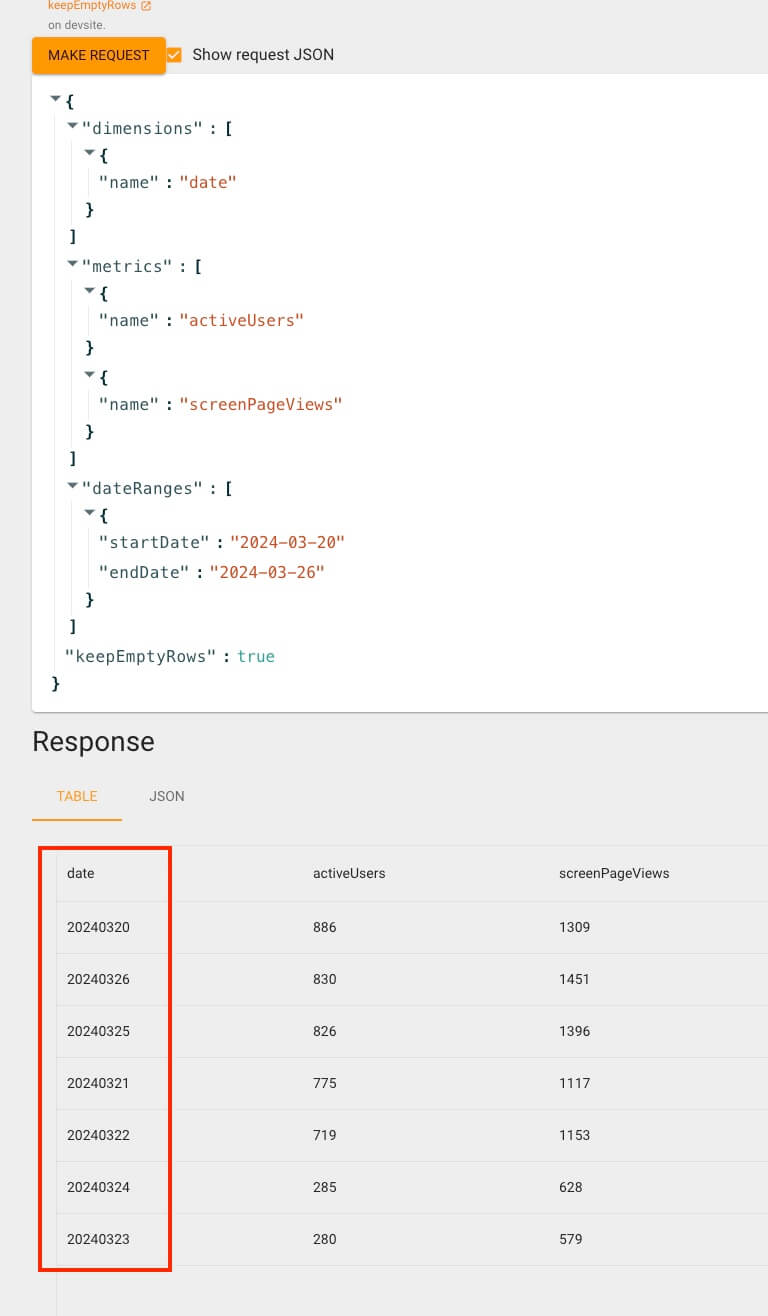 keepEmptyRows
on devsite.
MAKE REQUEST Show request JSON
{
"dimensions" : [
{
"name" : "date"
}
]
"metrics" : [
{
"name" : "activeUsers"
}
{
"name" : "screenPageViews"
}
]
"dateRanges" : [
{
"startDate" : "2024-03-20"
"endDate" : "2024-03-26"
}
]
"keepEmptyRows" : true
}
Response
TABLE JSON
date activeUsers screenPageViews
20240320 886 1309
20240326 830 1451
20240325 826 1396
20240321 775 1117
20240322 719 1153
20240324 285 628
20240323 280 579